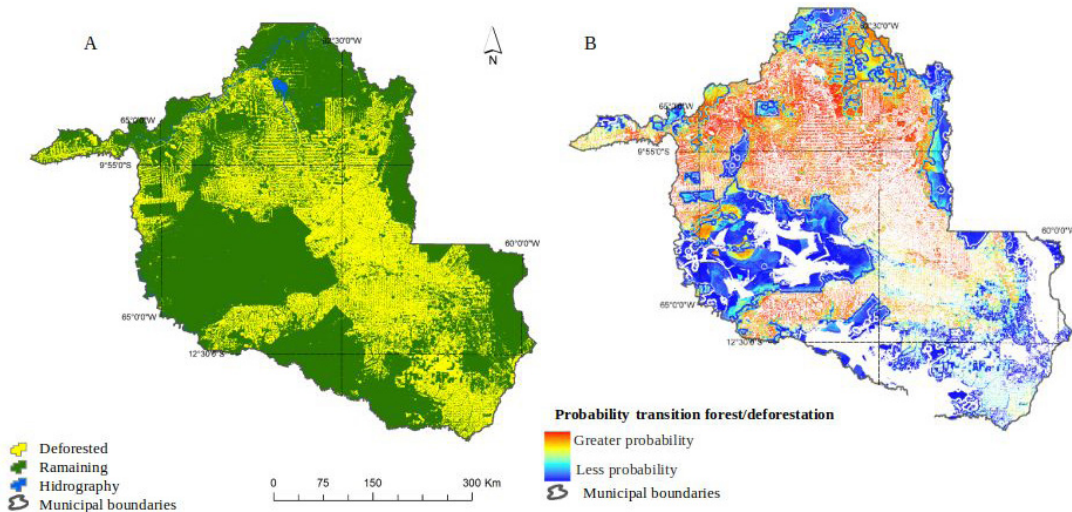 A
62°30'0"W
N
65°0'0"W
9°55'0"S
60°0'0"W
65°0'0"W
12°30'0"S
Deforested
Ramaining
Hidrography
Municipal boundaries
0 75 150 300 Km
B
62°30'0"W
9°55'0"S
60°0'0"W
65°0'0"W
12°30'0"S
Probability transition forest/deforestation
Greater probability
Less probability
Municipal boundaries